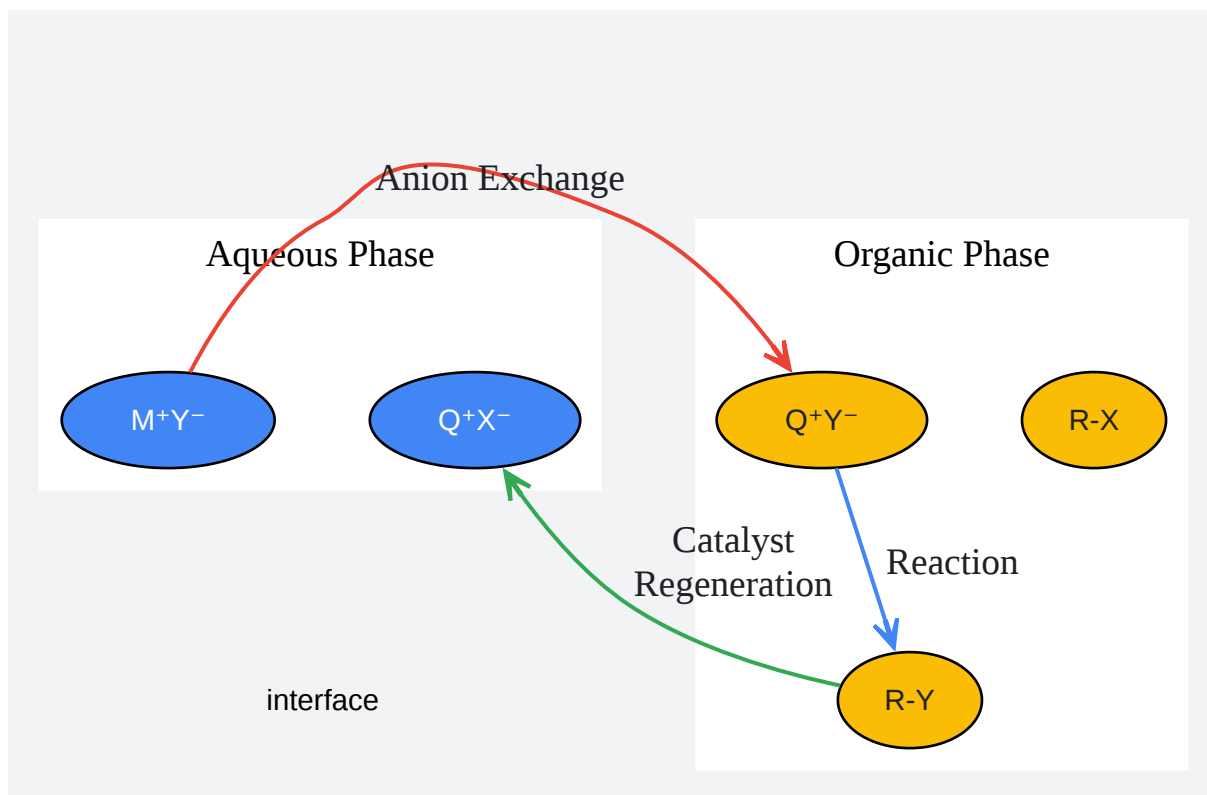 Anion Exchange
Aqueous Phase
Organic Phase
M⁺Y⁻
Q⁺X⁻
Q⁺Y⁻
R-X
Catalyst
Regeneration
Reaction
interface
R-Y